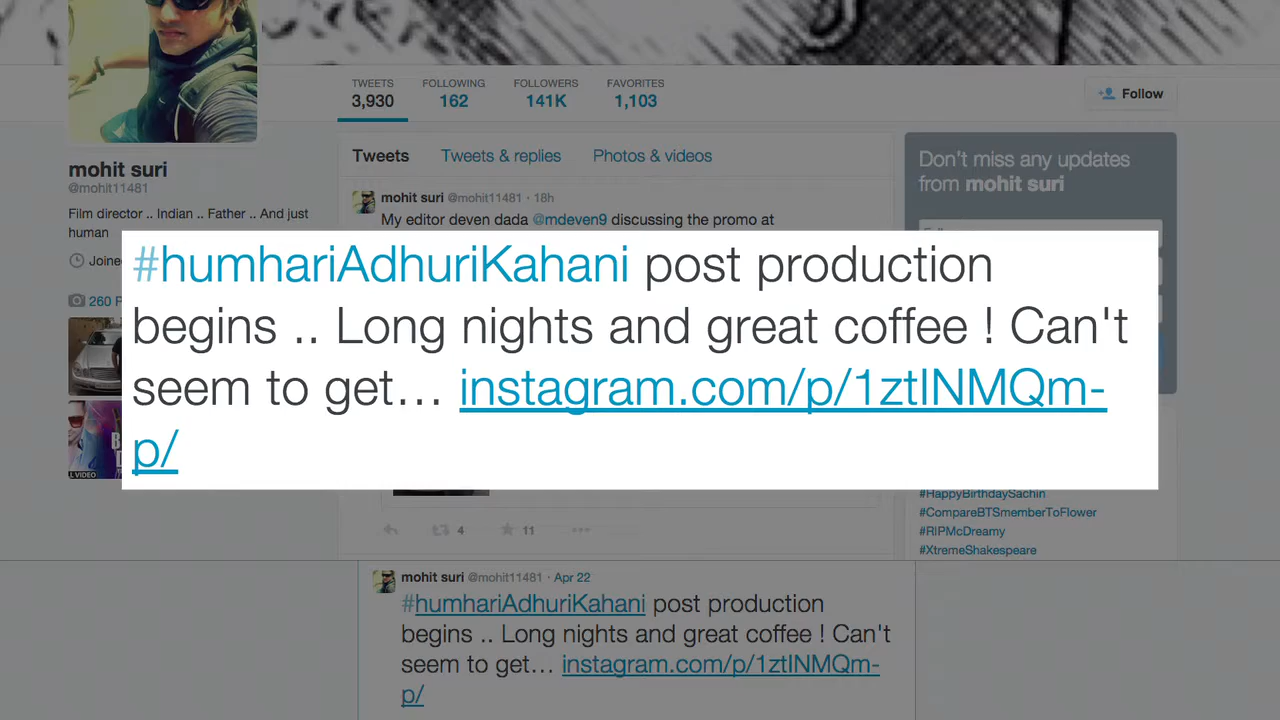 TWEETS
3,930
FOLLOWING
162
FOLLOWERS
141K
FAVORITES
1,103
Follow
mohit suri
@mohit11481
Film director .. Indian .. Father .. And just
human
Joine
260 P
Tweets
Tweets & replies
Photos & videos
mohit suri @mohit11481 · 18h
My editor deven dada @mdeven9 discussing the promo at
Don't miss any updates
from mohit suri
#humhariAdhuriKahani post production
begins .. Long nights and great coffee ! Can't
seem to get... instagram.com/p/1ztINMQm-
p/
L VIDEO
4
11
#HappyBirthdaySachin
#CompareBTSmemberToFlower
#RIPMcDreamy
#XtremeShakespeare
mohit suri @mohit11481 · Apr 22
#humhariAdhuriKahani post production
begins .. Long nights and great coffee ! Can't
seem to get... instagram.com/p/1ztINMQm-
p/